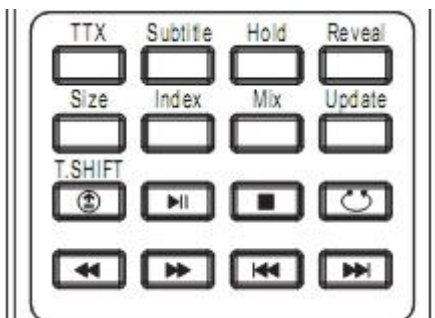 TTX Subtitle Hold Reveal
Size Index Mix Update
T.SHIFT